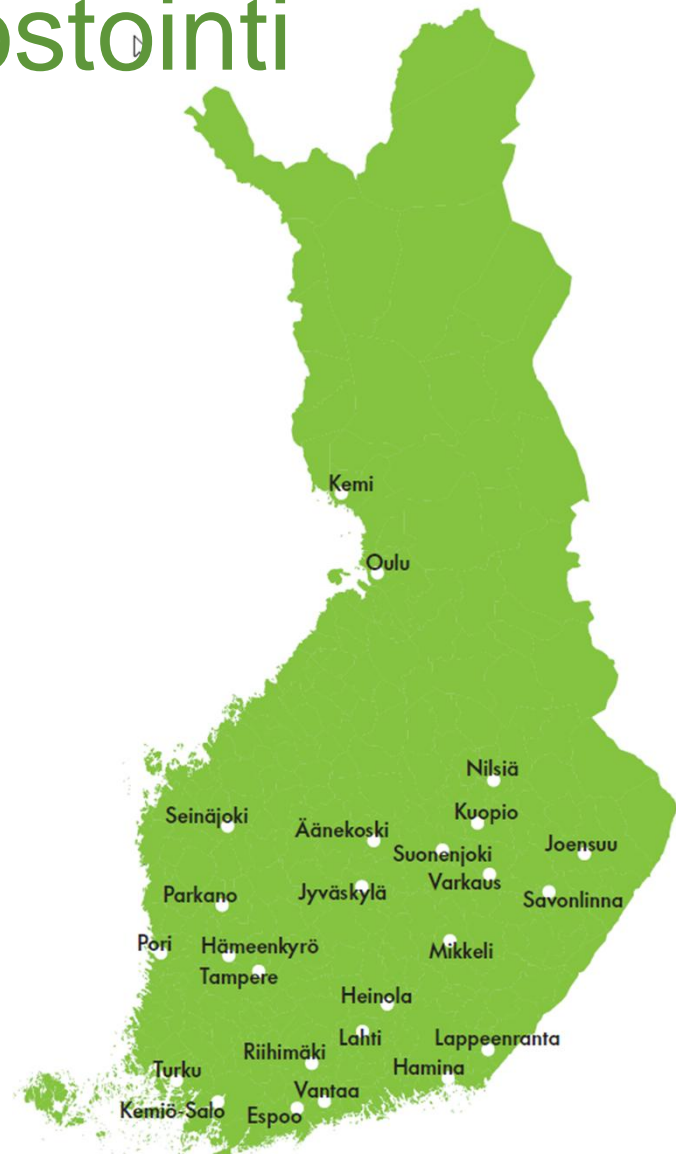 ostointi
Kemi
Oulu
Nilsiä
Kuopio
Seinäjoki
Äänekoski
Joensuu
Suonenjoki
Varkaus
Jyväskylä
Parkano
Savonlinna
Pori
Hämeenkyrö
Mikkeli
Tampere
Heinola
Lahti
Lappeenranta
Riihimäki
Hamina
Turku
Vantaa
Kemiö-Salo
Espoo